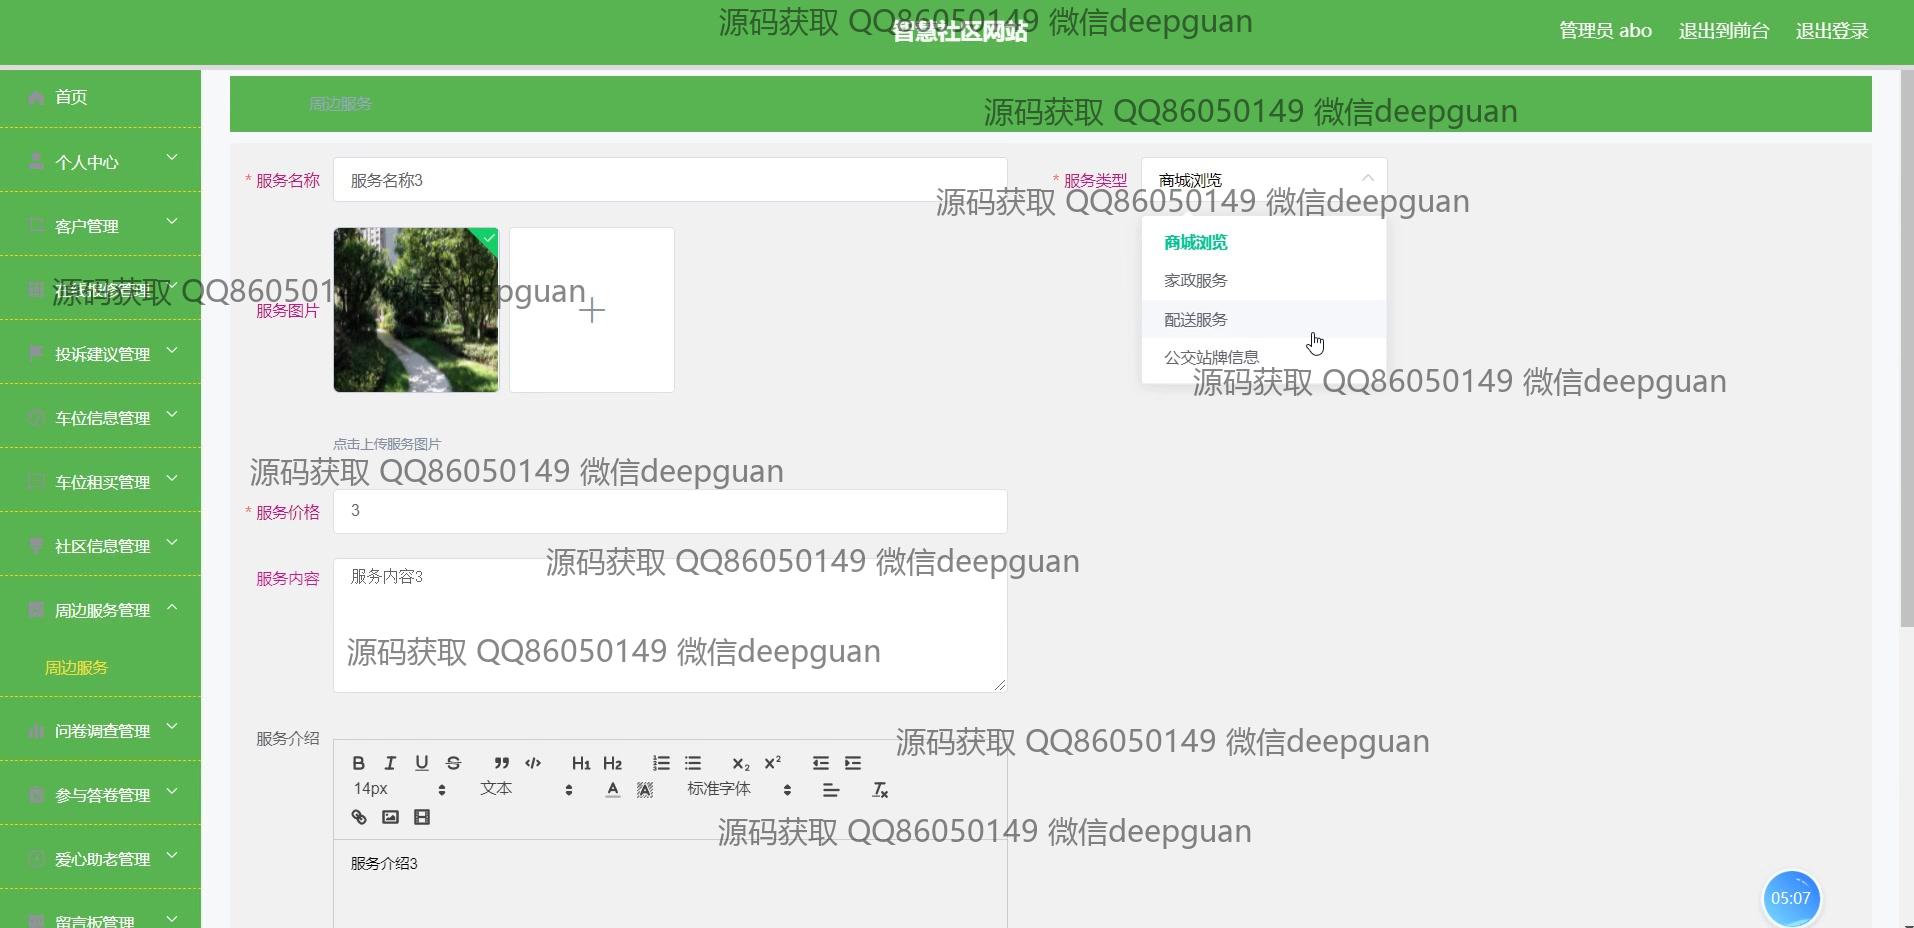 源码获取 QQ86050149 微信deepguan
智慧社区网站
管理员 abo
退出到前台
退出登录
首页
个人中心
客户管理
在线报修管理
投诉建议管理
车位信息管理
车位租买管理
社区信息管理
周边服务管理
周边服务
问卷调查管理
参与答卷管理
爱心助老管理
留言板管理
周边服务
源码获取 QQ86050149 微信deepguan
* 服务名称
服务名称3
* 服务类型
商城浏览
源码获取 QQ86050149 微信deepguan
商城浏览
家政服务
配送服务
公交站牌信息
源码获取 QQ86050149 微信deepguan
服务图片
源码获取 QQ86050149 微信deepguan
点击上传服务图片
源码获取 QQ86050149 微信deepguan
* 服务价格
3
源码获取 QQ86050149 微信deepguan
服务内容
服务内容3
源码获取 QQ86050149 微信deepguan
源码获取 QQ86050149 微信deepguan
服务介绍
B I U S H1 H2 X2 X2
14px 文本 A A 标准字体 Tx
源码获取 QQ86050149 微信deepguan
服务介绍3
05:07